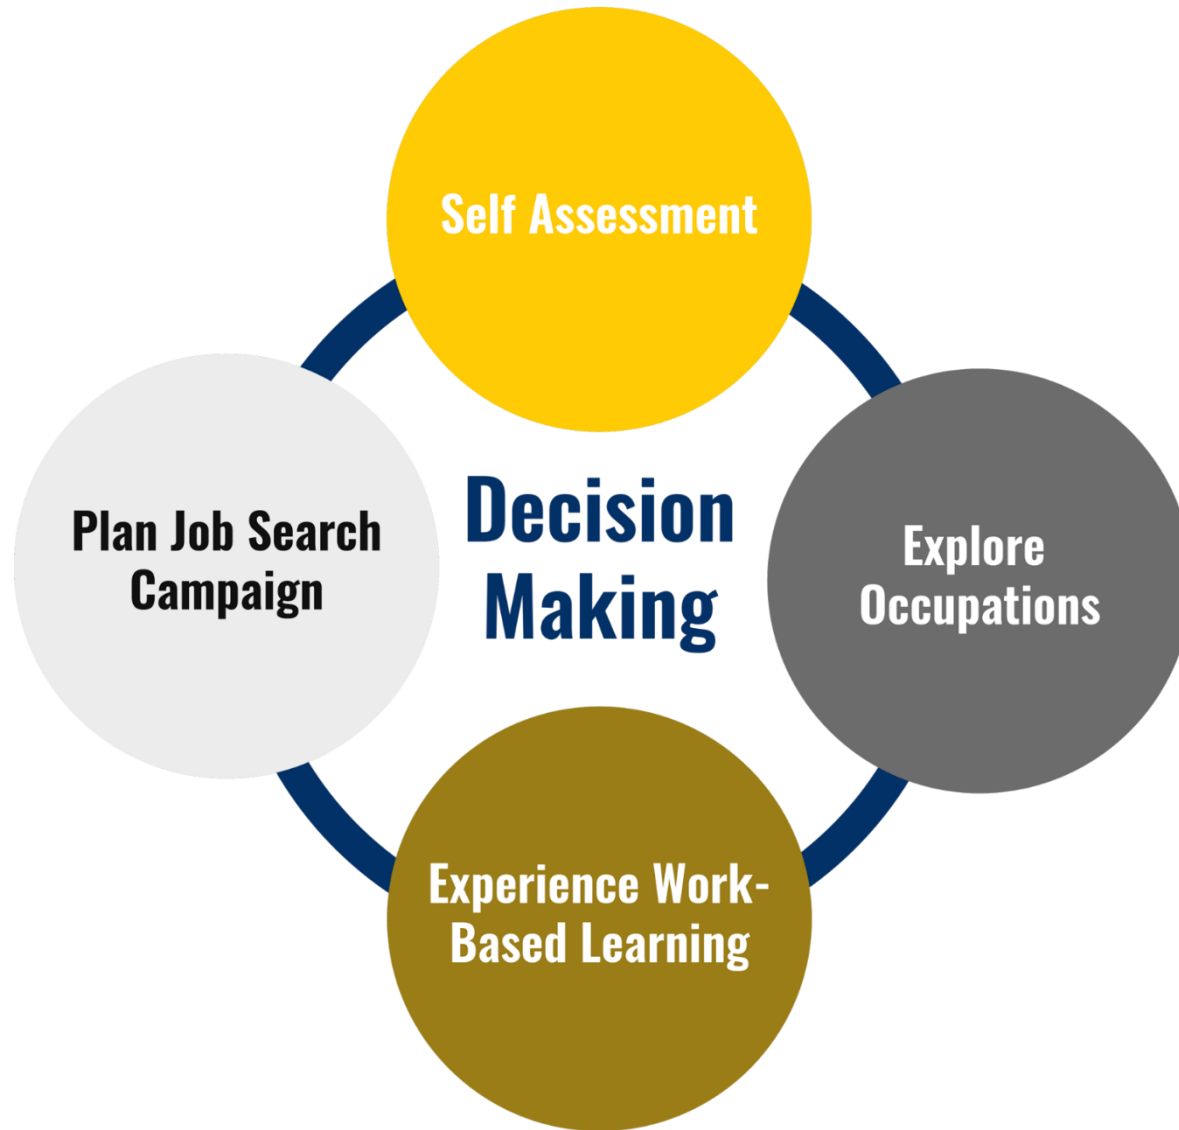 Self Assessment
Decision
Making
Explore
Occupations
Experience Work-
Based Learning
Plan Job Search
Campaign